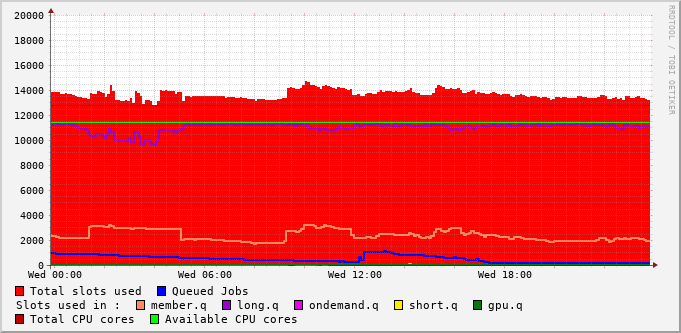 RRDTOOL / TOBI OETIKER
20000
18000
16000
14000
12000
10000
8000
6000
4000
2000
0
Wed 00:00 Wed 06:00 Wed 12:00 Wed 18:00
Total slots used Queued Jobs
Slots used in : member.q long.q ondemand.q short.q gpu.q
Total CPU cores Available CPU cores